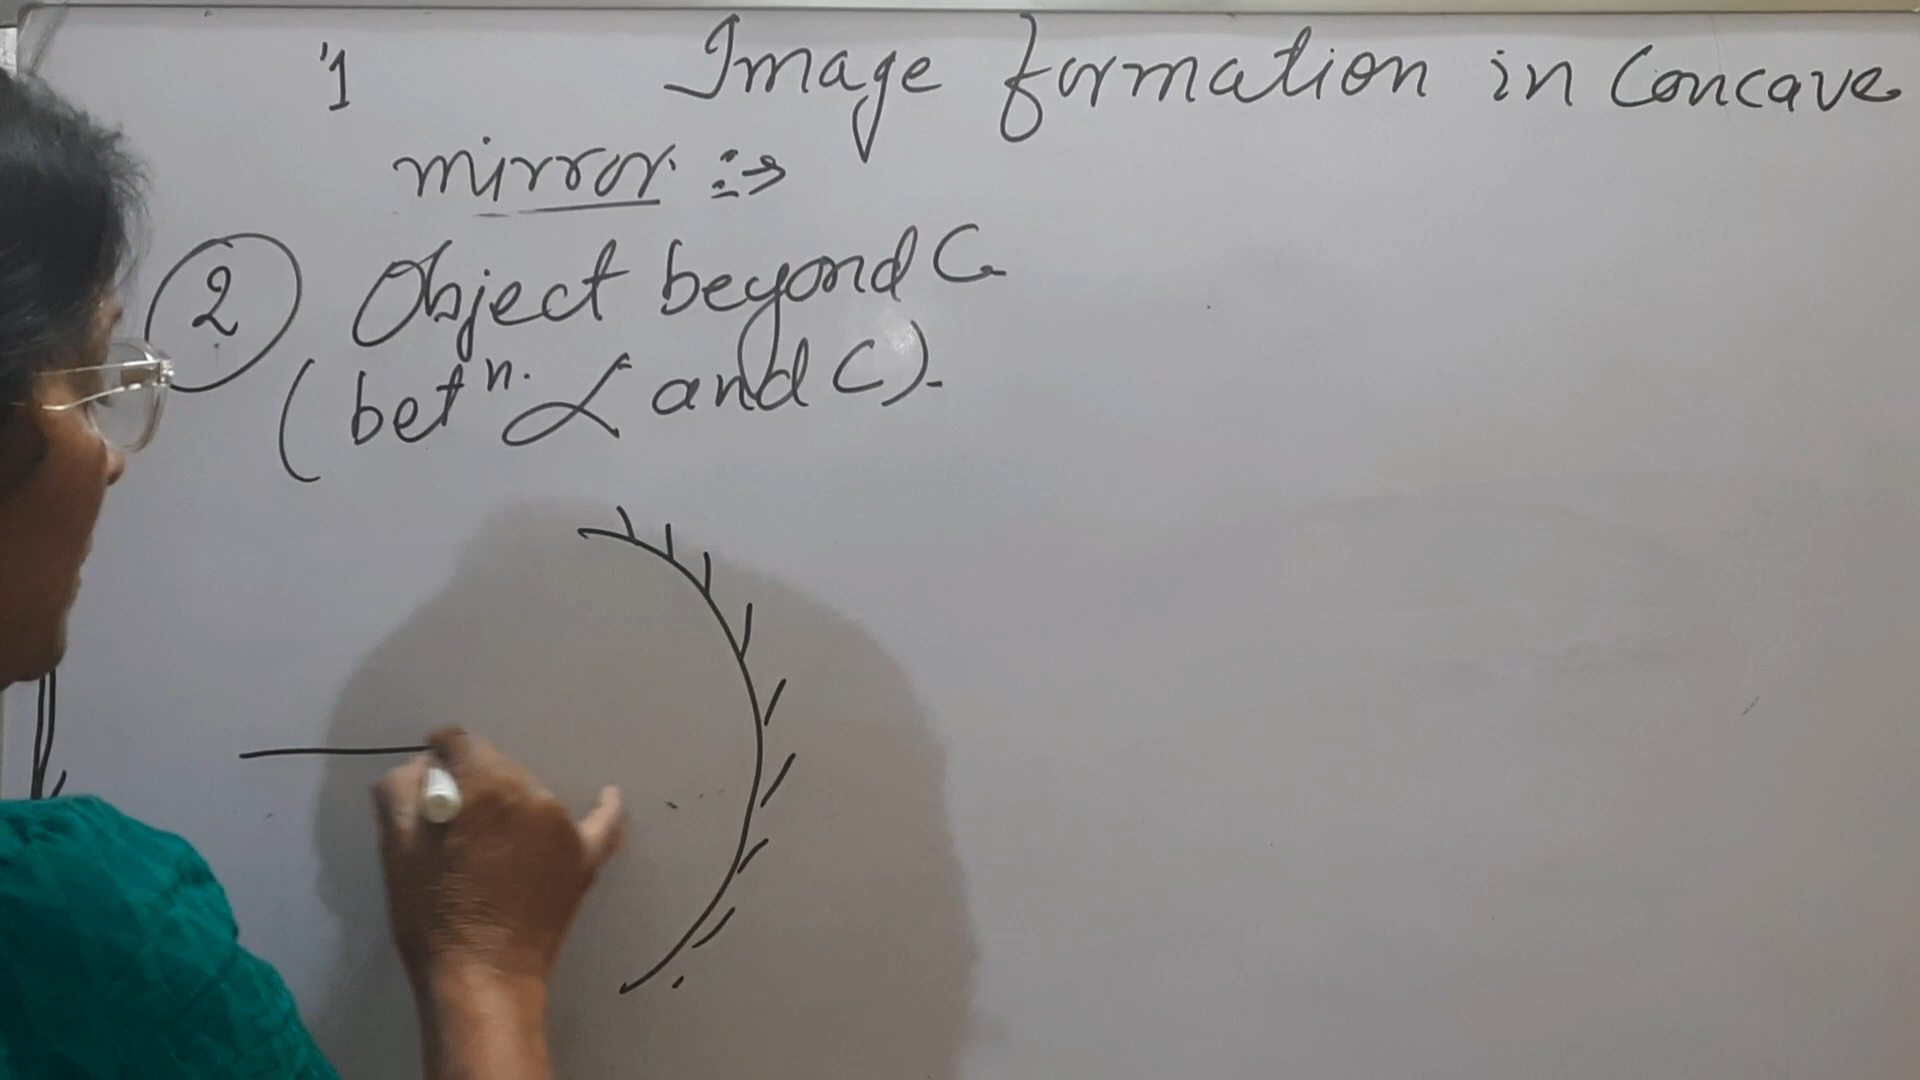 '1 Image formation in Concave
mirror :→
2 Object beyond C
(betⁿ. ∝ and C).